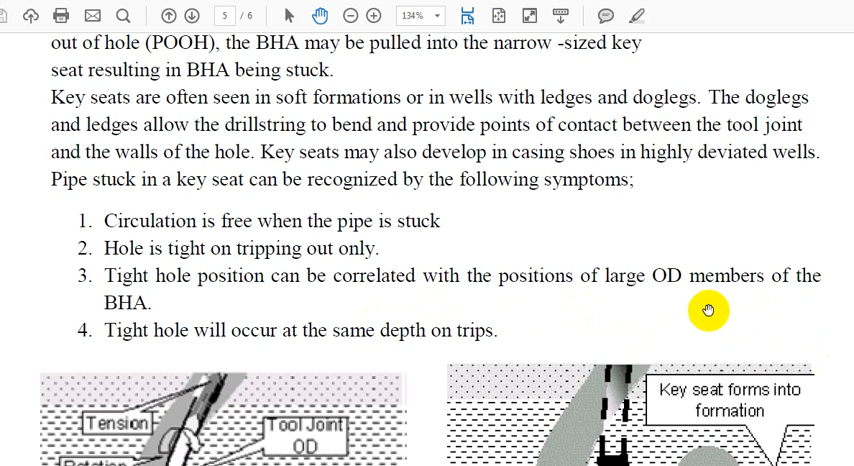 5 / 6
134%
out of hole (POOH), the BHA may be pulled into the narrow -sized key
seat resulting in BHA being stuck.
Key seats are often seen in soft formations or in wells with ledges and doglegs. The doglegs
and ledges allow the drillstring to bend and provide points of contact between the tool joint
and the walls of the hole. Key seats may also develop in casing shoes in highly deviated wells.
Pipe stuck in a key seat can be recognized by the following symptoms;
1. Circulation is free when the pipe is stuck
2. Hole is tight on tripping out only.
3. Tight hole position can be correlated with the positions of large OD members of the
BHA.
4. Tight hole will occur at the same depth on trips.
Tension
Tool Joint
OD
Rotation
Key seat forms into
formation